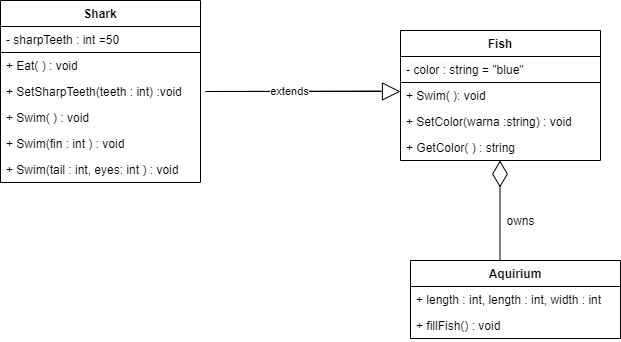 Shark
- sharpTeeth : int =50
+ Eat( ) : void
+ SetSharpTeeth(teeth : int) :void
+ Swim( ) : void
+ Swim(fin : int ) : void
+ Swim(tail : int, eyes: int ) : void
extends
Fish
- color : string = "blue"
+ Swim( ): void
+ SetColor(warna :string) : void
+ GetColor( ) : string
owns
Aquirium
+ length : int, length : int, width : int
+ fillFish() : void